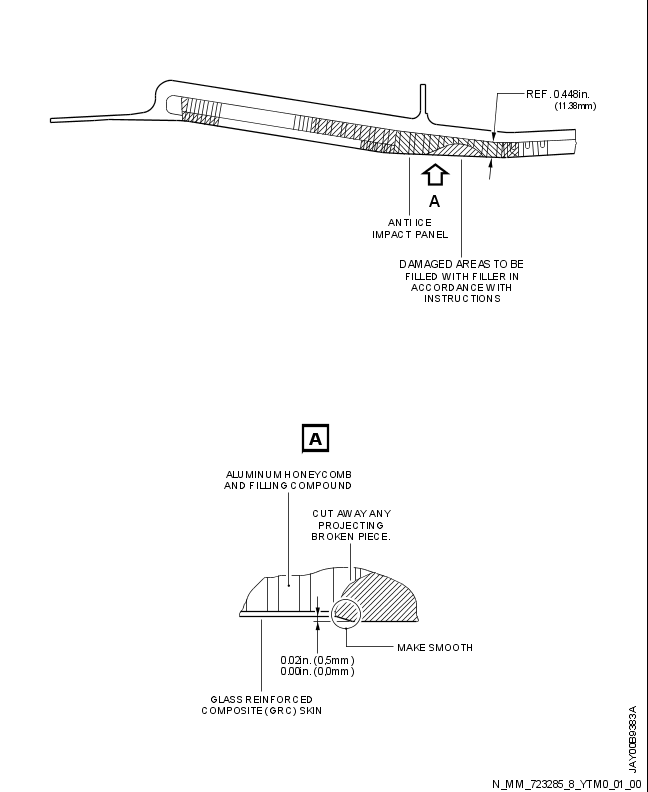 REF. 0.448in.
(11.38mm)
A
ANTI ICE
IMPACT PANEL
DAMAGED AREAS TO BE
FILLED WITH FILLER IN
ACCORDANCE WITH
INSTRUCTIONS
A
ALUMINUM HONEYCOMB
AND FILLING COMPOUND
CUT AWAY ANY
PROJECTING
BROKEN PIECE.
MAKE SMOOTH
0.02in. (0,5mm)
0.00in. (0,0mm)
GLASS REINFORCED
COMPOSITE (GRC) SKIN
JAY00B9383A
N_MM_723285_8_YTM0_01_00